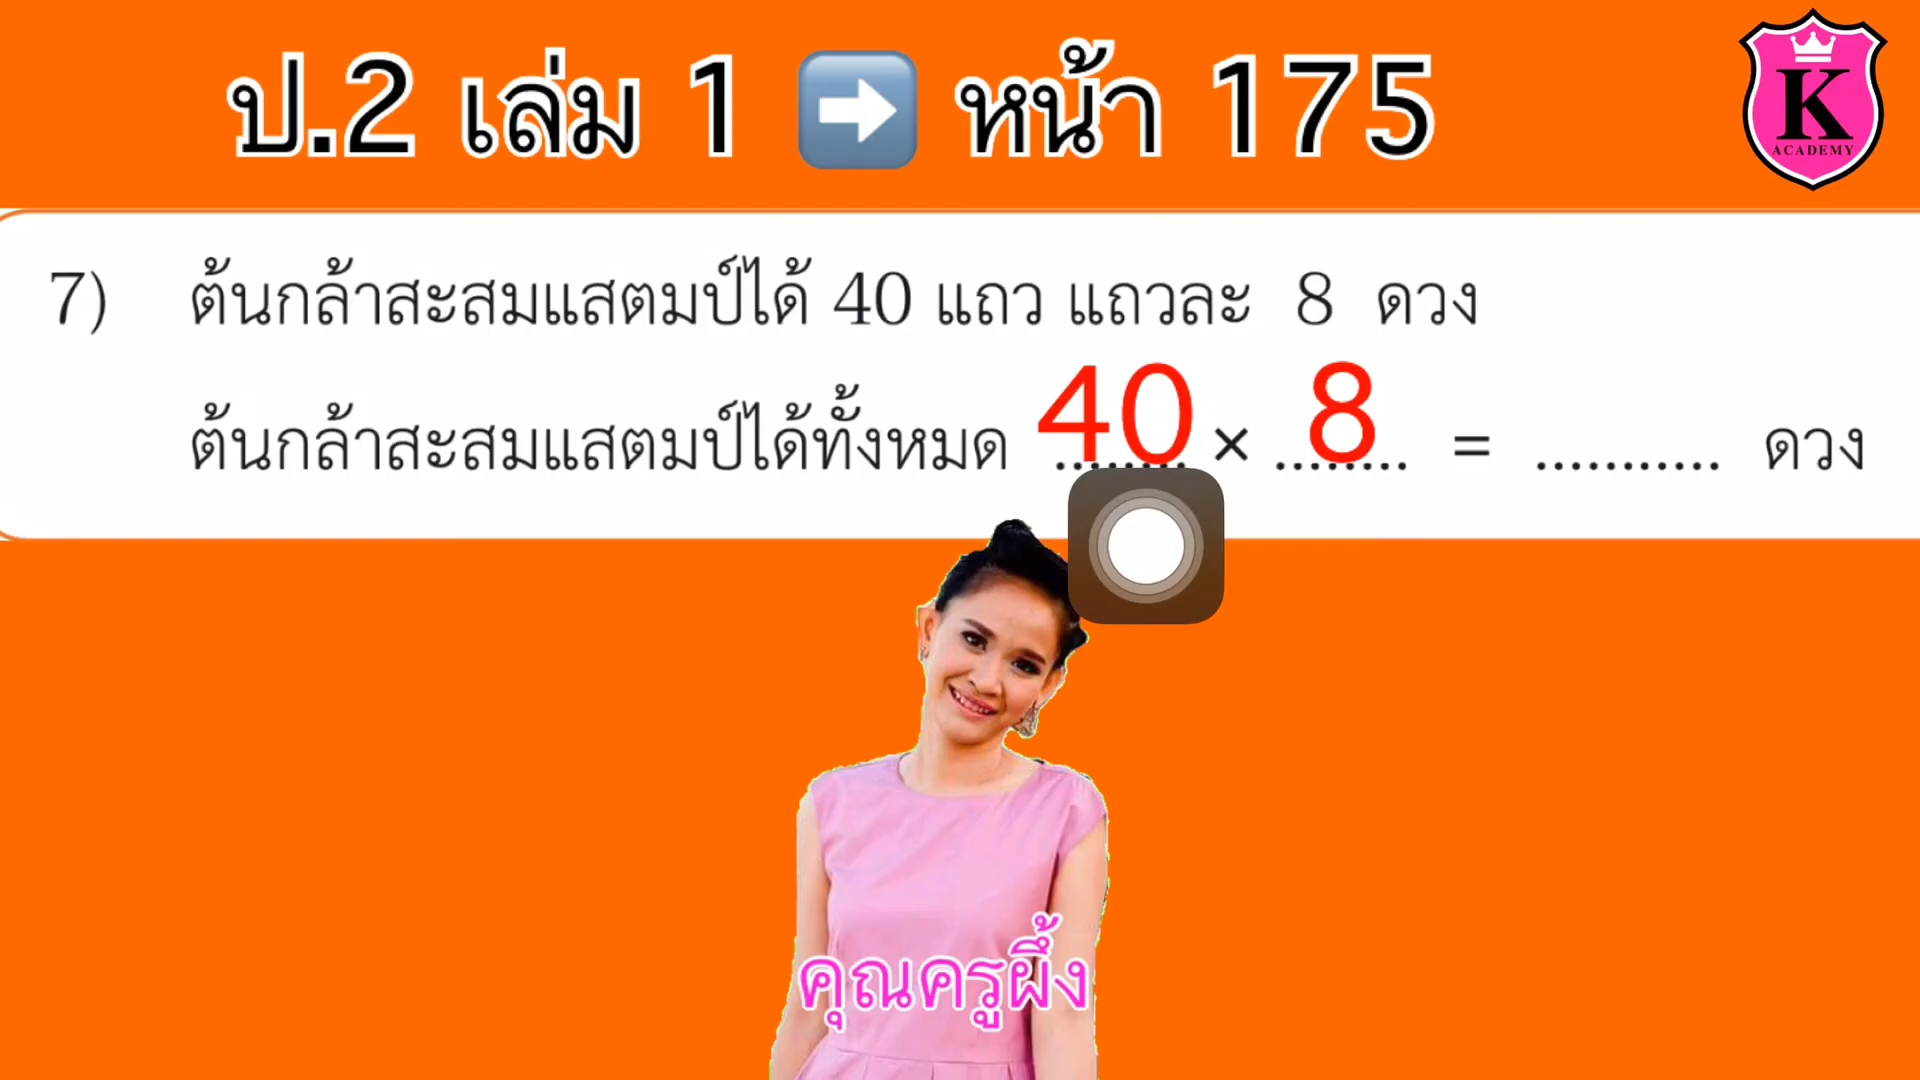 ป.2 เล่ม 1 ➡ หน้า 175
K
ACADEMY
7) ต้นกล้าสะสมแสตมป์ได้ 40 แถว แถวละ 8 ดวง
ต้นกล้าสะสมแสตมป์ได้ทั้งหมด 40 × 8 = ........... ดวง
คุณครูผึ้ง